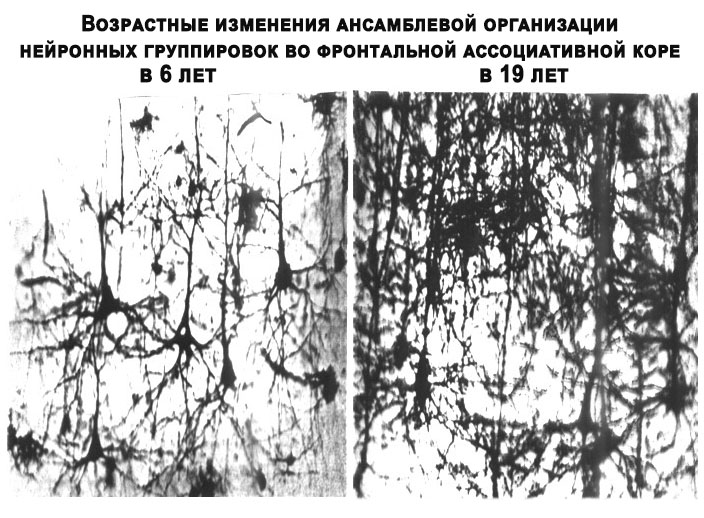 Возрастные изменения ансамблевой организации
нейронных группировок во фронтальной ассоциативной коре
в 6 лет
в 19 лет